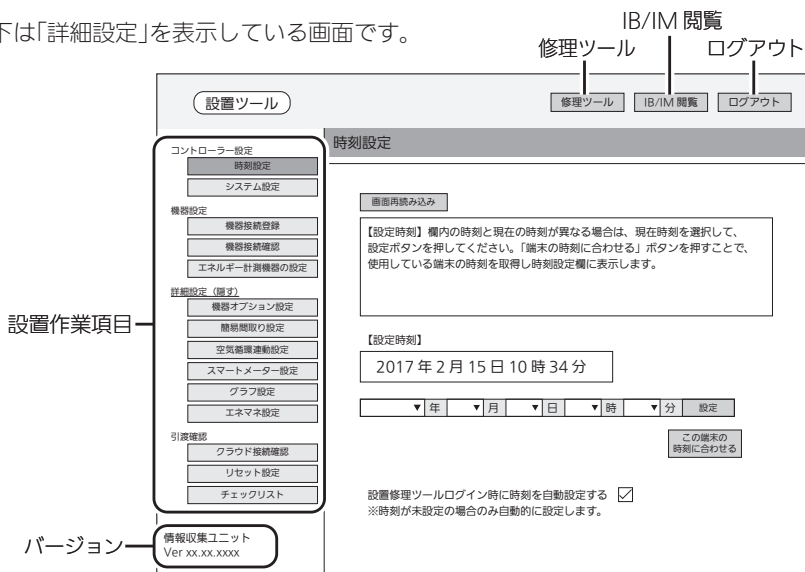 下は「詳細設定」を表示している画面です。
IB/IM 閲覧
修理ツール
ログアウト
設置ツール
修理ツール
IB/IM 閲覧
ログアウト
コントローラー設定
時刻設定
システム設定
機器設定
機器接続登録
機器接続確認
エネルギー計測機器の設定
詳細設定（隠す）
機器オプション設定
簡易間取り設定
空気循環連動設定
スマートメーター設定
グラフ設定
エネマネ設定
引渡確認
クラウド接続確認
リセット設定
チェックリスト
設置作業項目
バージョン
情報収集ユニット
Ver xx.xx.xxxx
時刻設定
画面再読み込み
【設定時刻】欄内の時刻と現在の時刻が異なる場合は、現在時刻を選択して、
設定ボタンを押してください。「端末の時刻に合わせる」ボタンを押すことで、
使用している端末の時刻を取得し時刻設定欄に表示します。
【設定時刻】
2017 年 2 月 15 日 10 時 34 分
▼ 年 ▼ 月 ▼ 日 ▼ 時 ▼ 分 設定
この端末の
時刻に合わせる
設置修理ツールログイン時に時刻を自動設定する
※時刻が未設定の場合のみ自動的に設定します。